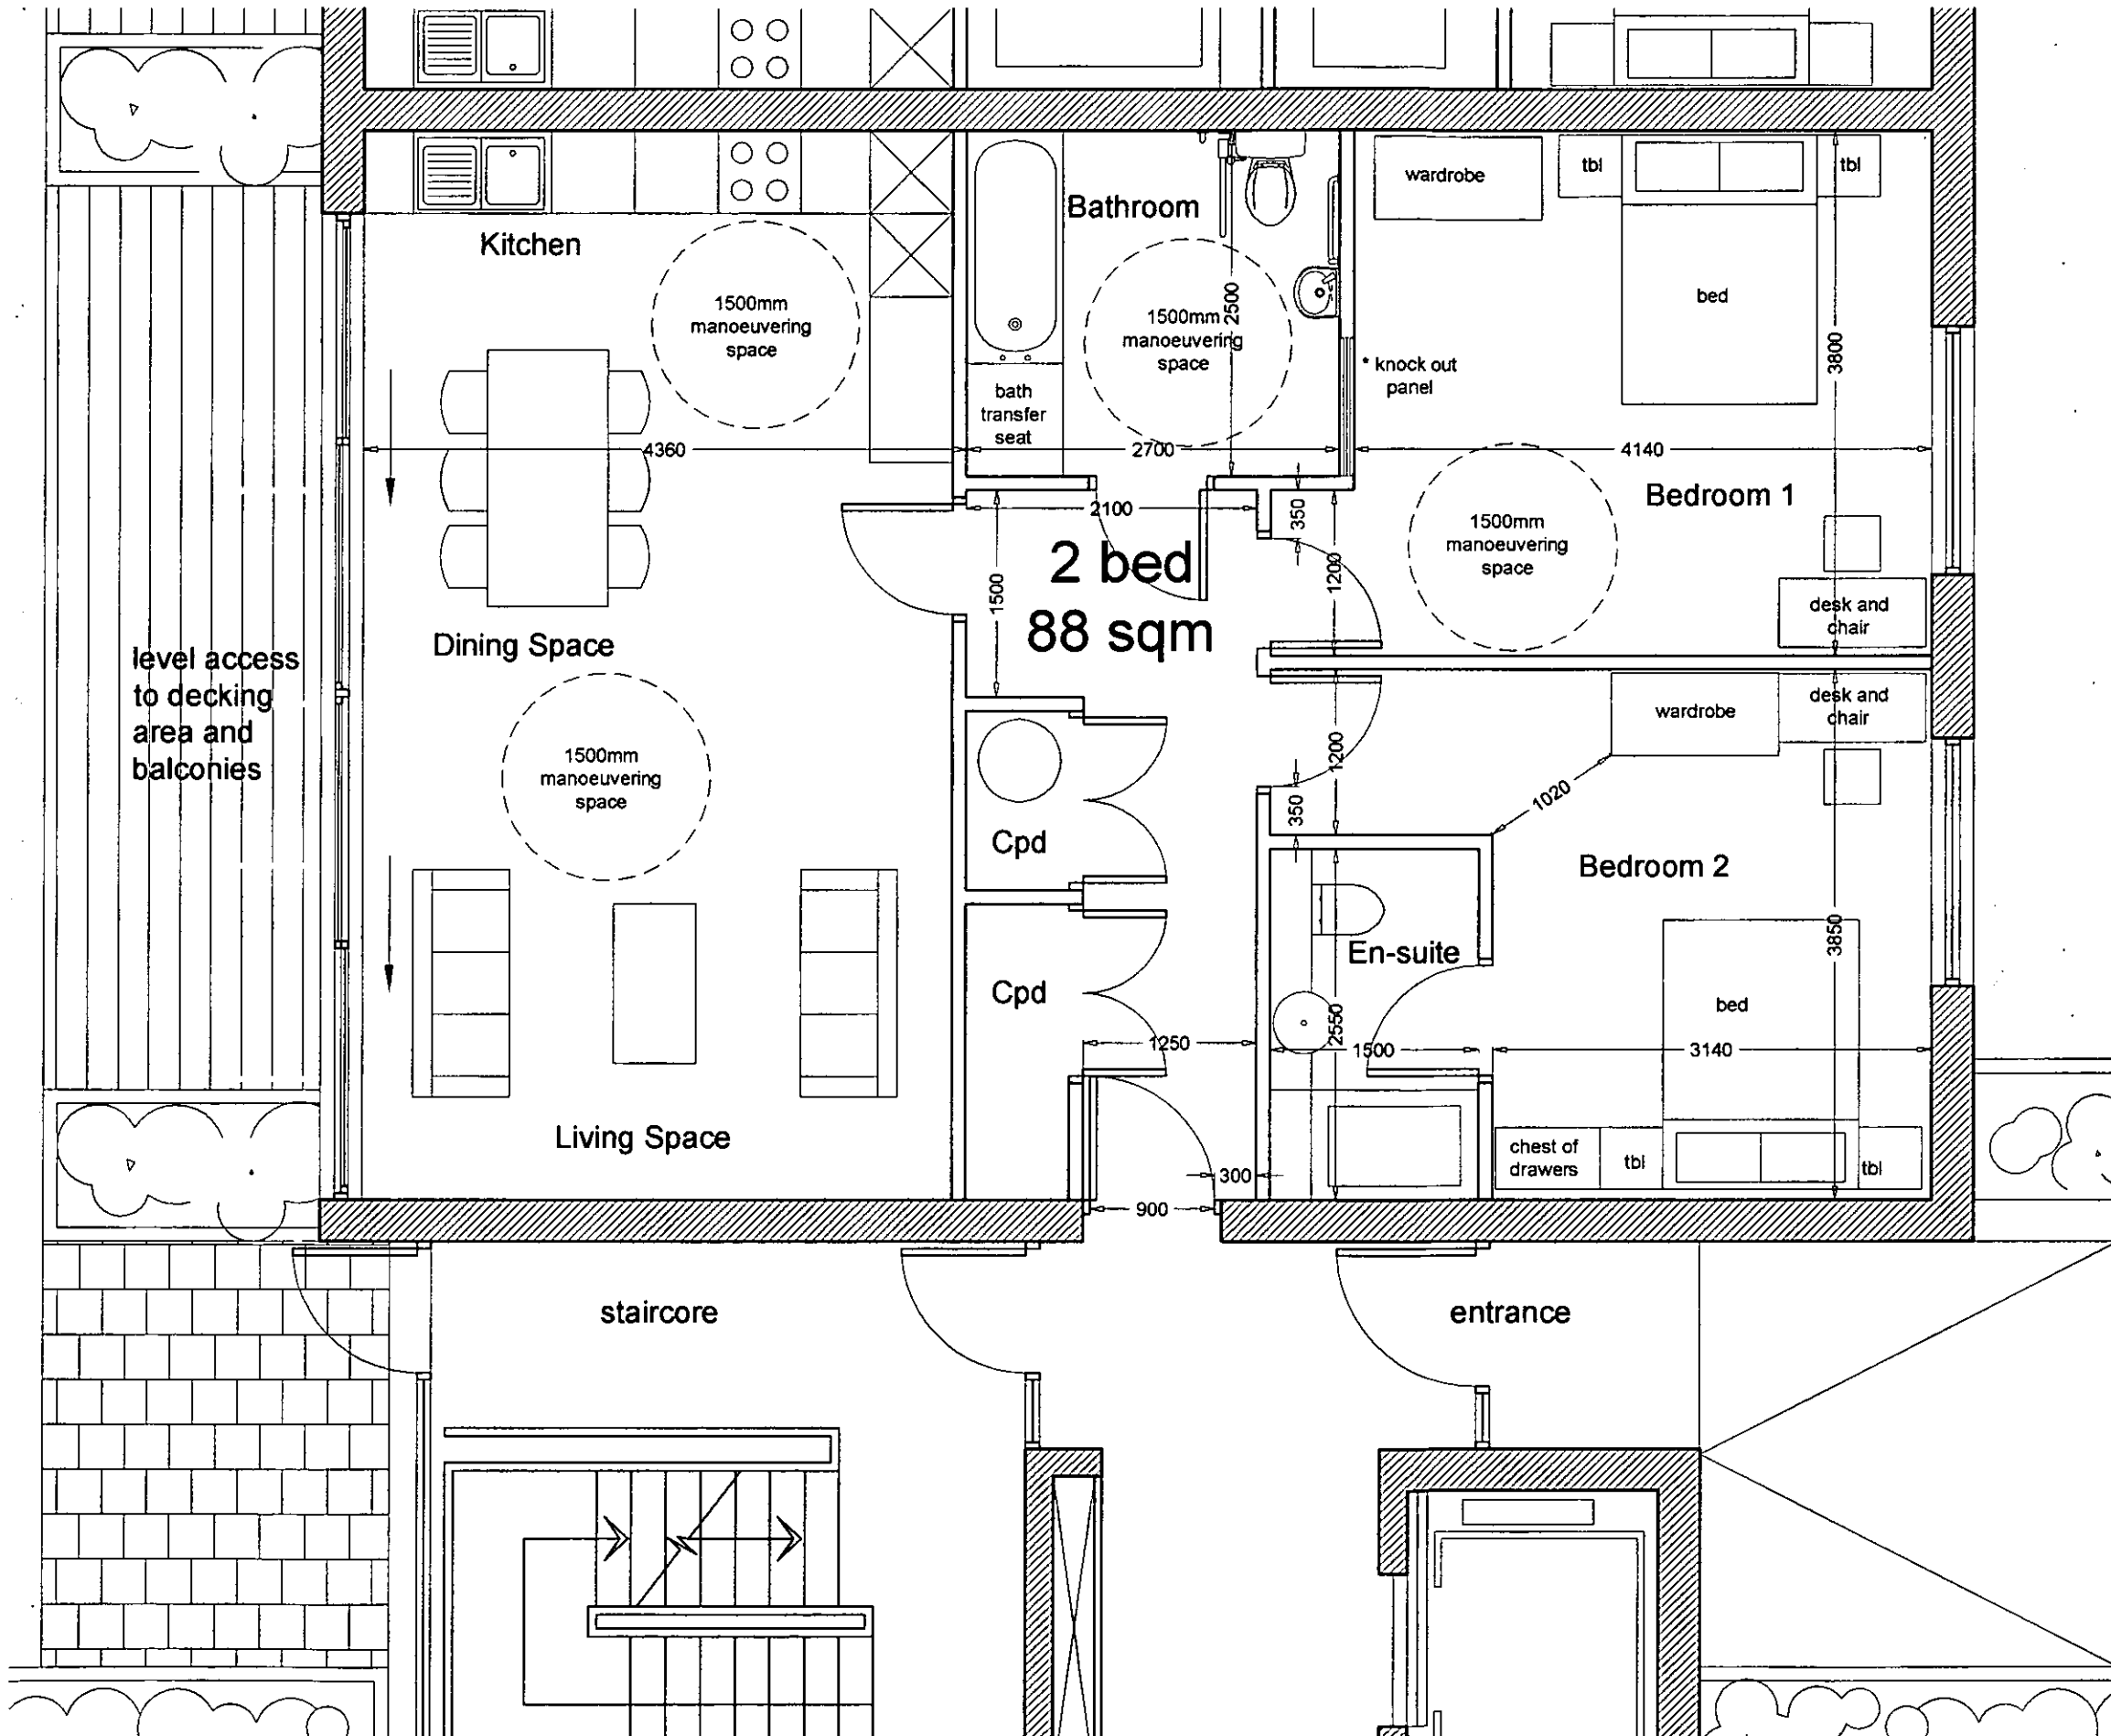 Kitchen
1500mm
manoeuvering
space
Bathroom
1500mm
manoeuvering
space
2500
bath
transfer
seat
wardrobe
tbl
tbl
bed
* knock out
panel
3800
4360
2700
4140
Bedroom 1
1500mm
manoeuvering
space
2100
350
1200
1500
2 bed
88 sqm
desk and
chair
Dining Space
level access
to decking
area and
balconies
1500mm
manoeuvering
space
wardrobe
desk and
chair
1200
350
1020
Cpd
Bedroom 2
3850
En-suite
Cpd
bed
2550
1250
1500
3140
Living Space
chest of
drawers
tbl
tbl
300
900
staircore
entrance